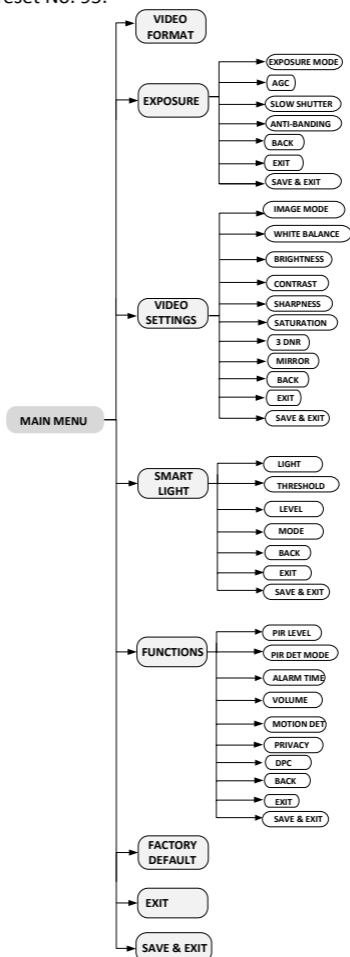 reset No. 95.
VIDEO
FORMAT
EXPOSURE
EXPOSURE MODE
AGC
SLOW SHUTTER
ANTI-BANDING
BACK
EXIT
SAVE & EXIT
VIDEO
SETTINGS
IMAGE MODE
WHITE BALANCE
BRIGHTNESS
CONTRAST
SHARPNESS
SATURATION
3 DNR
MIRROR
BACK
EXIT
SAVE & EXIT
MAIN MENU
SMART
LIGHT
LIGHT
THRESHOLD
LEVEL
MODE
BACK
EXIT
SAVE & EXIT
FUNCTIONS
PIR LEVEL
PIR DET MODE
ALARM TIME
VOLUME
MOTION DET
PRIVACY
DPC
BACK
EXIT
SAVE & EXIT
FACTORY
DEFAULT
EXIT
SAVE & EXIT